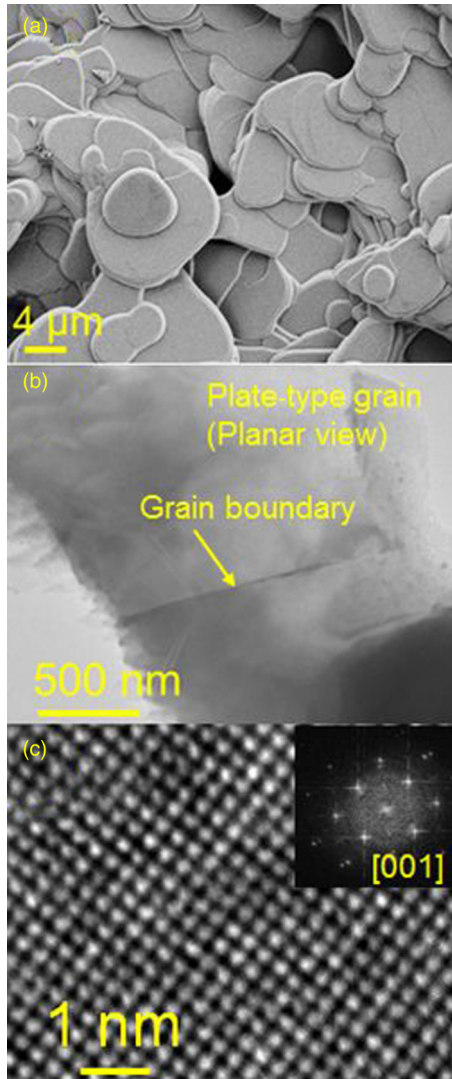 (a)
4 μm
(b)
Plate-type grain
(Planar view)
Grain boundary
500 nm
(c)
[001]
1 nm